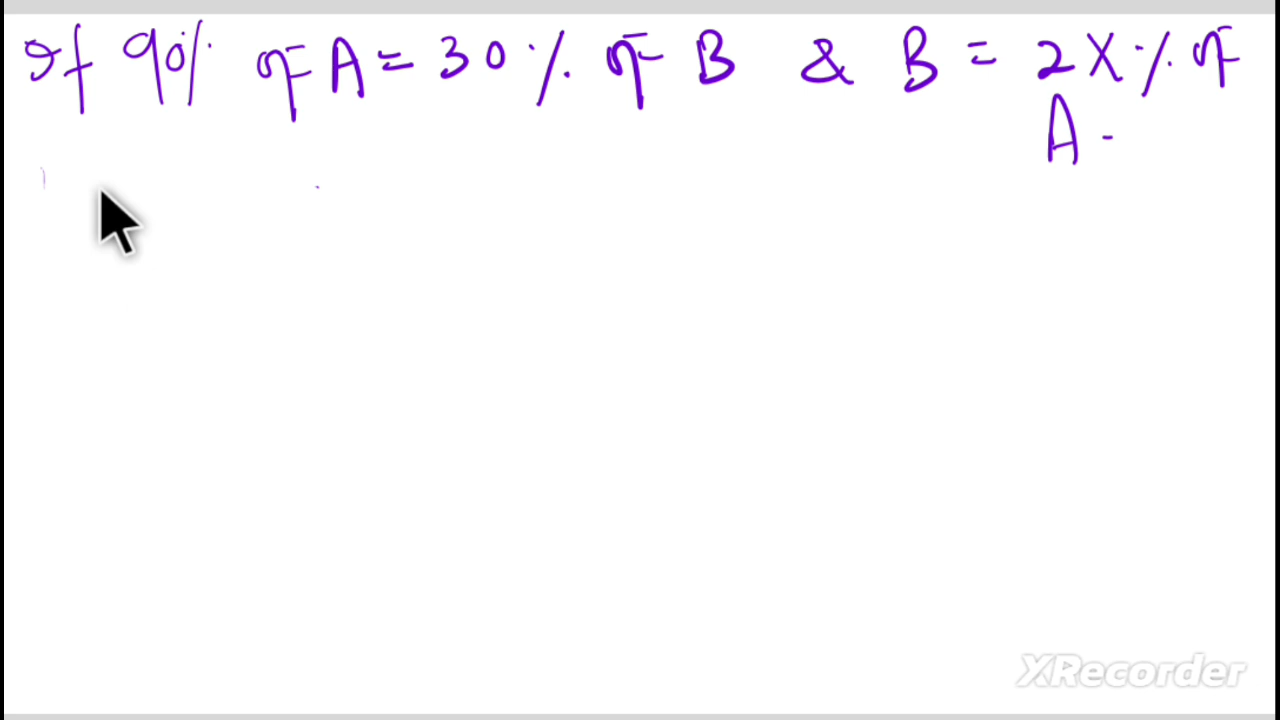 If 90% of A = 30% of B & B = 2X% of
A -
XRecorder